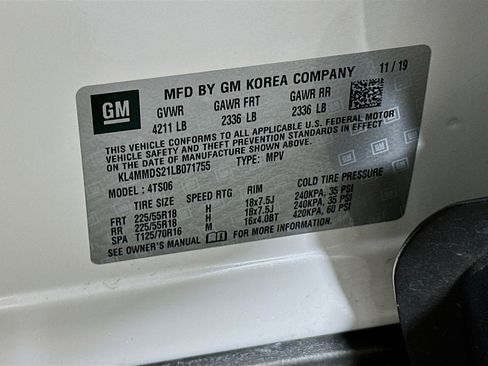 GM
MFD BY GM KOREA COMPANY 11 / 19
GVWR GAWR FRT GAWR RR
4211 LB 2336 LB 2336 LB
THIS VEHICLE CONFORMS TO ALL APPLICABLE U.S. FEDERAL MOTOR
VEHICLE SAFETY AND THEFT PREVENTION STANDARDS IN EFFECT
ON THE DATE OF MANUFACTURE SHOWN ABOVE.
KL4MMDS21LB071755 TYPE: MPV
MODEL: 4TS06
SPEED RTG RIM COLD TIRE PRESSURE
FRT 225/55R18 H 18x7.5J 240KPA, 35 PSI
RR 225/55R18 H 18x7.5J 240KPA, 35 PSI
SPA T125/70R16 M 16x4.0BT 420KPA, 60 PSI
SEE OWNER'S MANUAL FOR MORE INFORMATION.